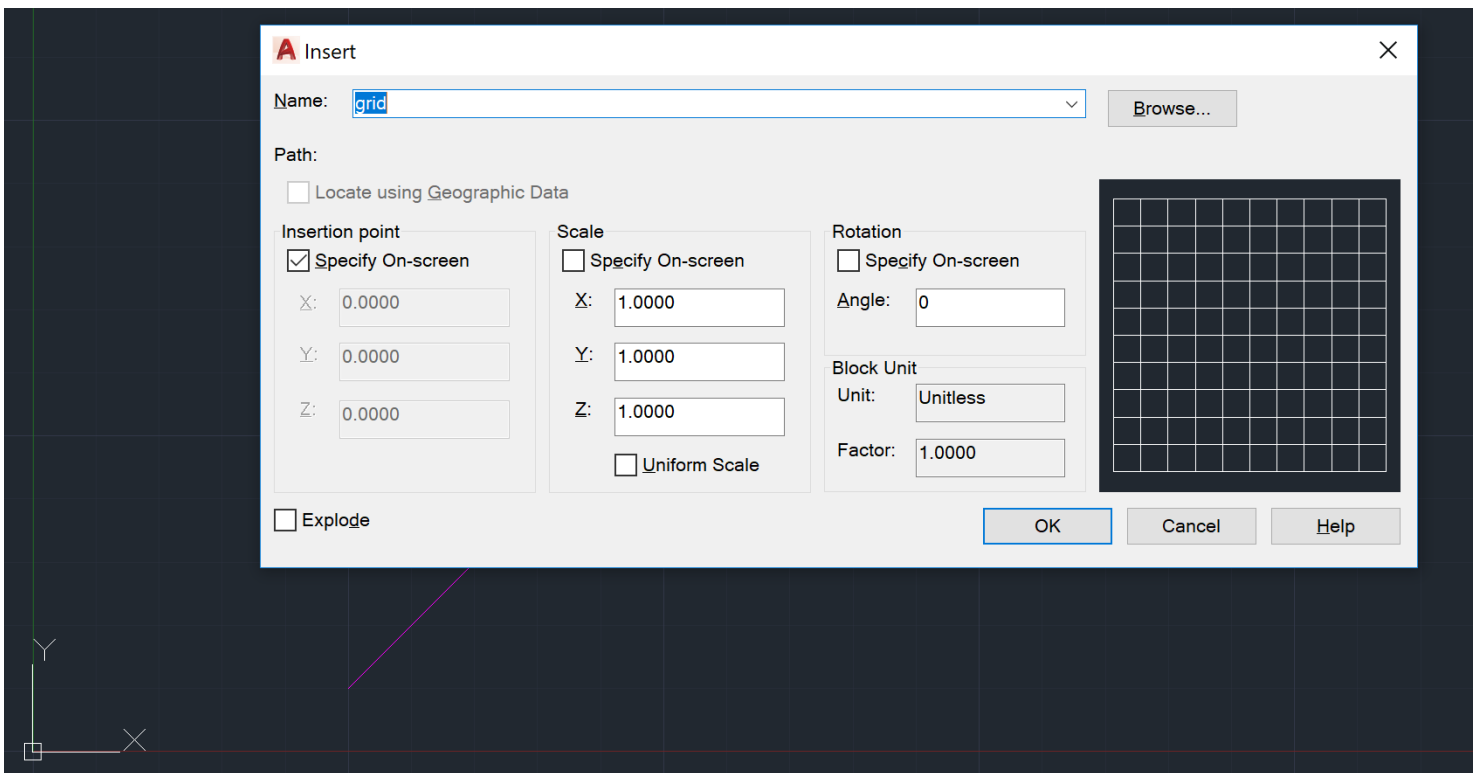 Insert
Name: grid Browse...
Path:
Locate using Geographic Data
Insertion point
Specify On-screen
X: 0.0000
Y: 0.0000
Z: 0.0000
Scale
Specify On-screen
X: 1.0000
Y: 1.0000
Z: 1.0000
Uniform Scale
Rotation
Specify On-screen
Angle: 0
Block Unit
Unit: Unitless
Factor: 1.0000
Explode
OK Cancel Help
Y
X